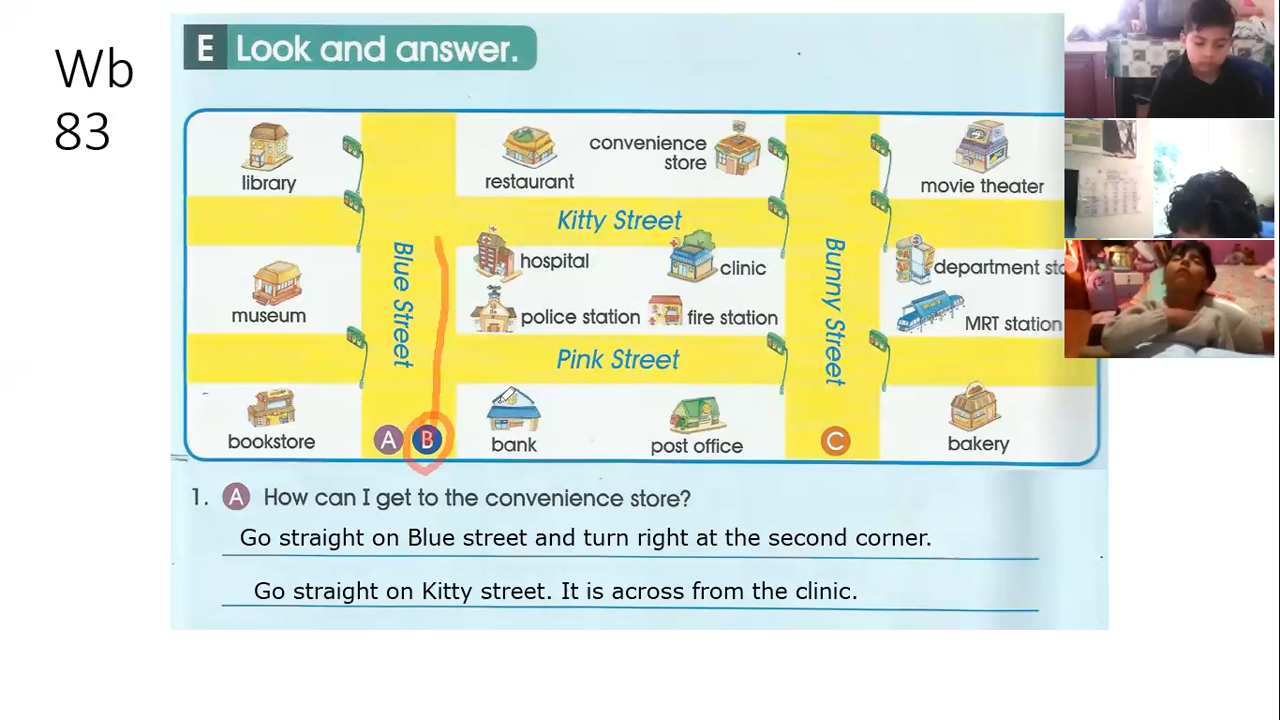 Wb
83
E Look and answer.
library
restaurant
convenience
store
movie theater
Kitty Street
Blue Street
Bunny Street
hospital
clinic
department sto
museum
police station
fire station
MRT station
Pink Street
bookstore
A
B
bank
post office
C
bakery
1. A How can I get to the convenience store?
Go straight on Blue street and turn right at the second corner.
Go straight on Kitty street. It is across from the clinic.